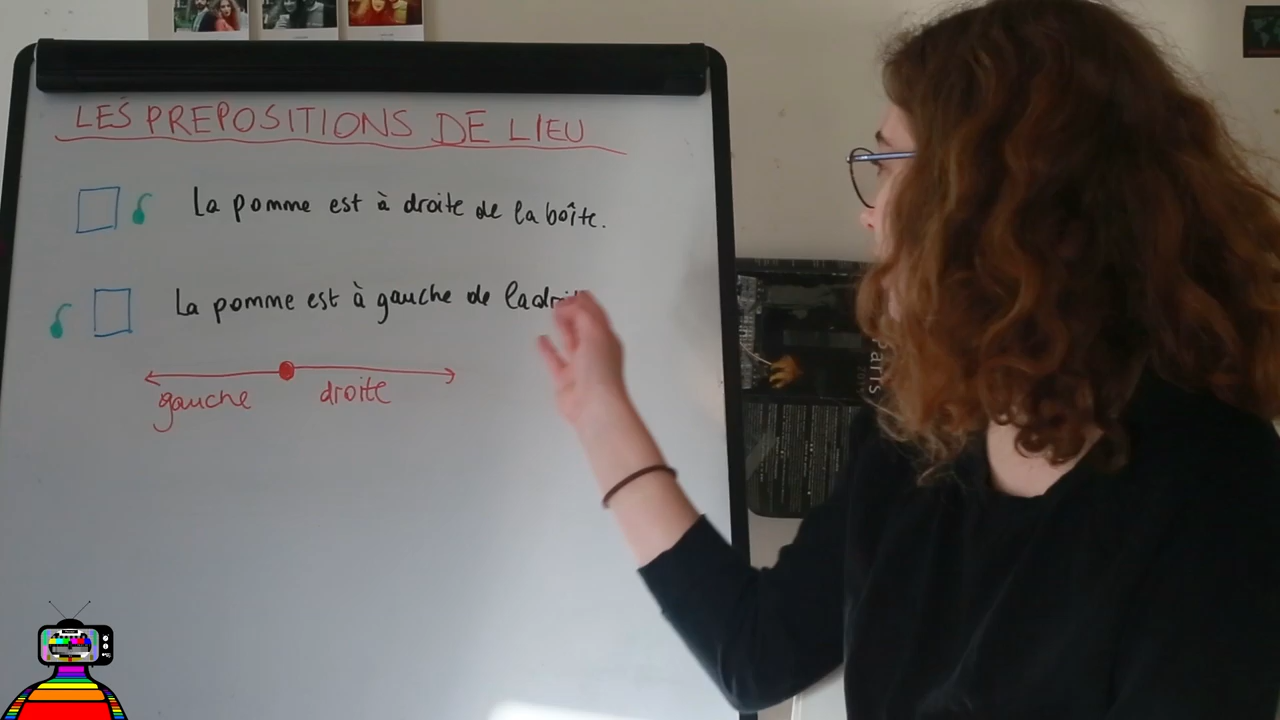 LES PREPOSITIONS DE LIEU
La pomme est à droite de la boîte.
La pomme est à gauche de la
gauche droite
Paris